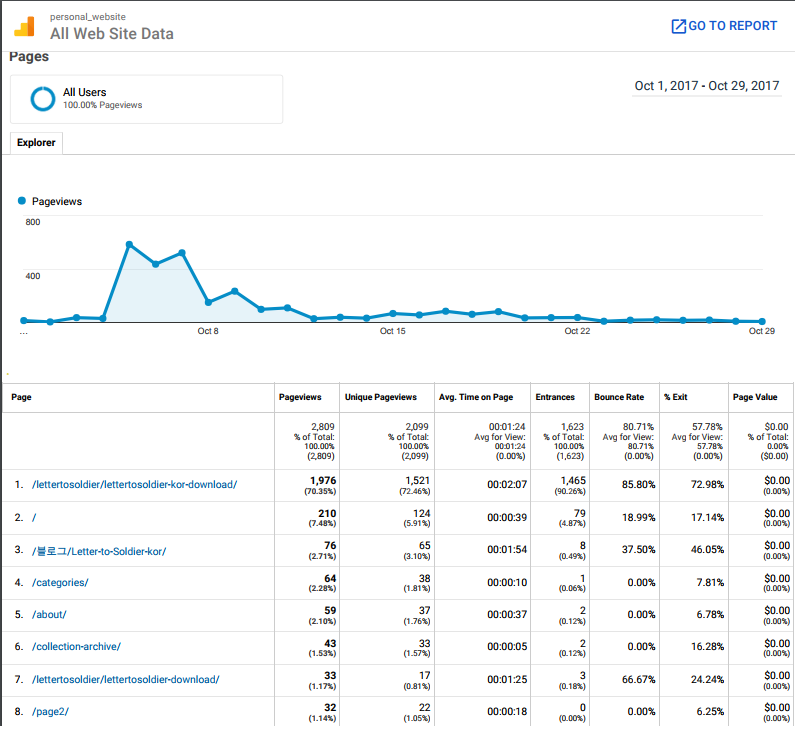 personal_website
All Web Site Data
GO TO REPORT
Pages
All Users
100.00% Pageviews
Oct 1, 2017 - Oct 29, 2017
Explorer
Pageviews
800
400
... Oct 8 Oct 15 Oct 22 Oct 29
Page Pageviews Unique Pageviews Avg. Time on Page Entrances Bounce Rate % Exit Page Value
2,809 2,099 00:01:24 1,623 80.71% 57.78% $0.00
% of Total: % of Total: Avg for View: % of Total: Avg for View: Avg for View: % of Total:
100.00% 100.00% 00:01:24 100.00% 80.71% 57.78% 0.00%
(2,809) (2,099) (0.00%) (1,623) (0.00%) (0.00%) ($0.00)
1. /lettertosoldier/lettertosoldier-kor-download/ 1,976 1,521 00:02:07 1,465 85.80% 72.98% $0.00
(70.35%) (72.46%) (90.26%) (0.00%)
2. / 210 124 00:00:39 79 18.99% 17.14% $0.00
(7.48%) (5.91%) (4.87%) (0.00%)
3. /블로그/Letter-to-Soldier-kor/ 76 65 00:01:54 8 37.50% 46.05% $0.00
(2.71%) (3.10%) (0.49%) (0.00%)
4. /categories/ 64 38 00:00:10 1 0.00% 7.81% $0.00
(2.28%) (1.81%) (0.06%) (0.00%)
5. /about/ 59 37 00:00:37 2 0.00% 6.78% $0.00
(2.10%) (1.76%) (0.12%) (0.00%)
6. /collection-archive/ 43 33 00:00:05 2 0.00% 16.28% $0.00
(1.53%) (1.57%) (0.12%) (0.00%)
7. /lettertosoldier/lettertosoldier-download/ 33 17 00:01:25 3 66.67% 24.24% $0.00
(1.17%) (0.81%) (0.18%) (0.00%)
8. /page2/ 32 22 00:00:18 0 0.00% 6.25% $0.00
(1.14%) (1.05%) (0.00%) (0.00%)